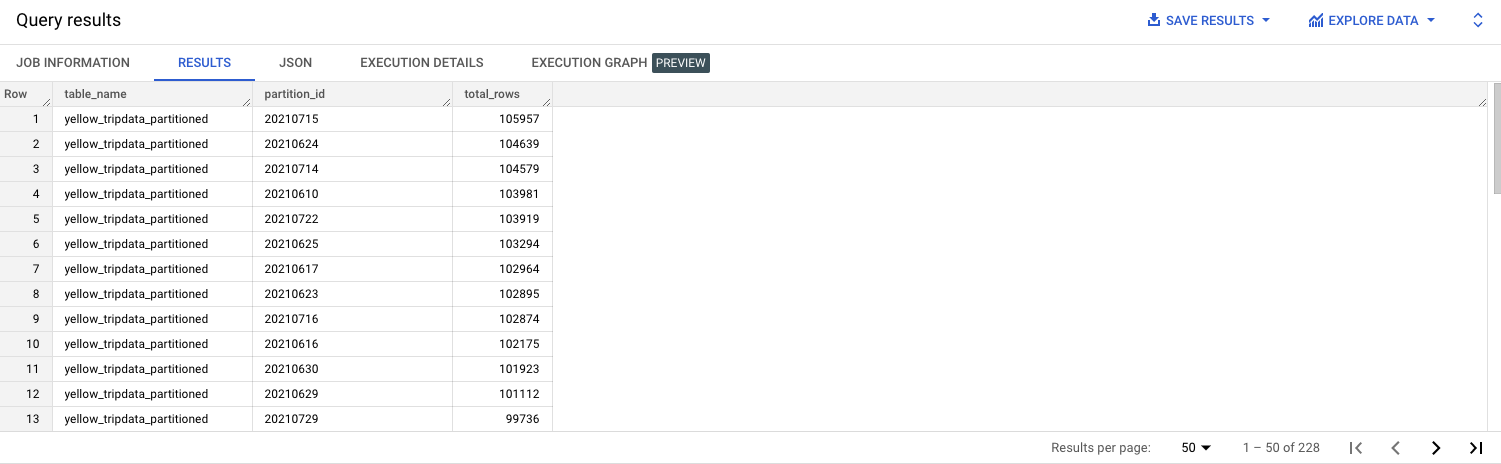 Query results SAVE RESULTS EXPLORE DATA
JOB INFORMATION RESULTS JSON EXECUTION DETAILS EXECUTION GRAPH PREVIEW
Row table_name partition_id total_rows
1 yellow_tripdata_partitioned 20210715 105957
2 yellow_tripdata_partitioned 20210624 104639
3 yellow_tripdata_partitioned 20210714 104579
4 yellow_tripdata_partitioned 20210610 103981
5 yellow_tripdata_partitioned 20210722 103919
6 yellow_tripdata_partitioned 20210625 103294
7 yellow_tripdata_partitioned 20210617 102964
8 yellow_tripdata_partitioned 20210623 102895
9 yellow_tripdata_partitioned 20210716 102874
10 yellow_tripdata_partitioned 20210616 102175
11 yellow_tripdata_partitioned 20210630 101923
12 yellow_tripdata_partitioned 20210629 101112
13 yellow_tripdata_partitioned 20210729 99736
Results per page: 50 1 – 50 of 228